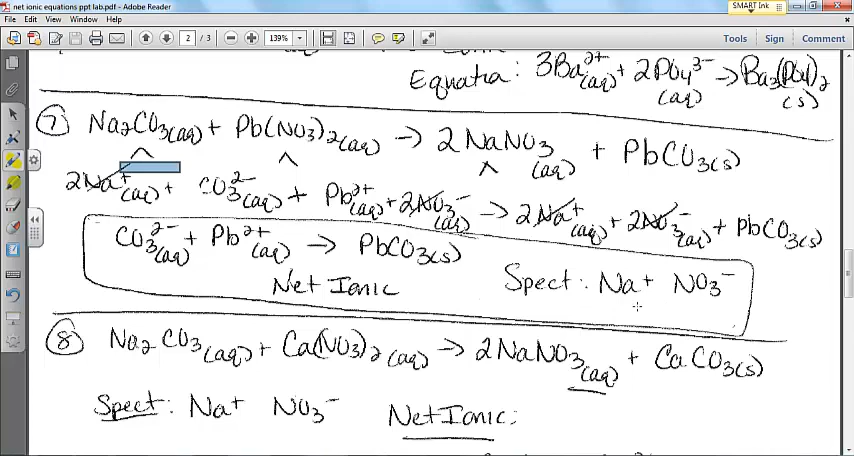 net ionic equations ppt lab.pdf - Adobe Reader
SMART Ink
File Edit View Window Help
2 / 3 139% Tools Sign Comment
Equation: 3Ba²⁺(aq) + 2PO₄³⁻(aq) → Ba₃(PO₄)₂(s)
⑦ Na₂CO₃(aq) + Pb(NO₃)₂(aq) → 2NaNO₃(aq) + PbCO₃(s)
2Na⁺(aq) + CO₃²⁻(aq) + Pb²⁺(aq) + 2NO₃⁻(aq) → 2Na⁺(aq) + 2NO₃⁻(aq) + PbCO₃(s)
CO₃²⁻(aq) + Pb²⁺(aq) → PbCO₃(s)
Net Ionic Spect: Na⁺ NO₃⁻
⑧ Na₂CO₃(aq) + Ca(NO₃)₂(aq) → 2NaNO₃(aq) + CaCO₃(s)
Spect: Na⁺ NO₃⁻ Net Ionic: